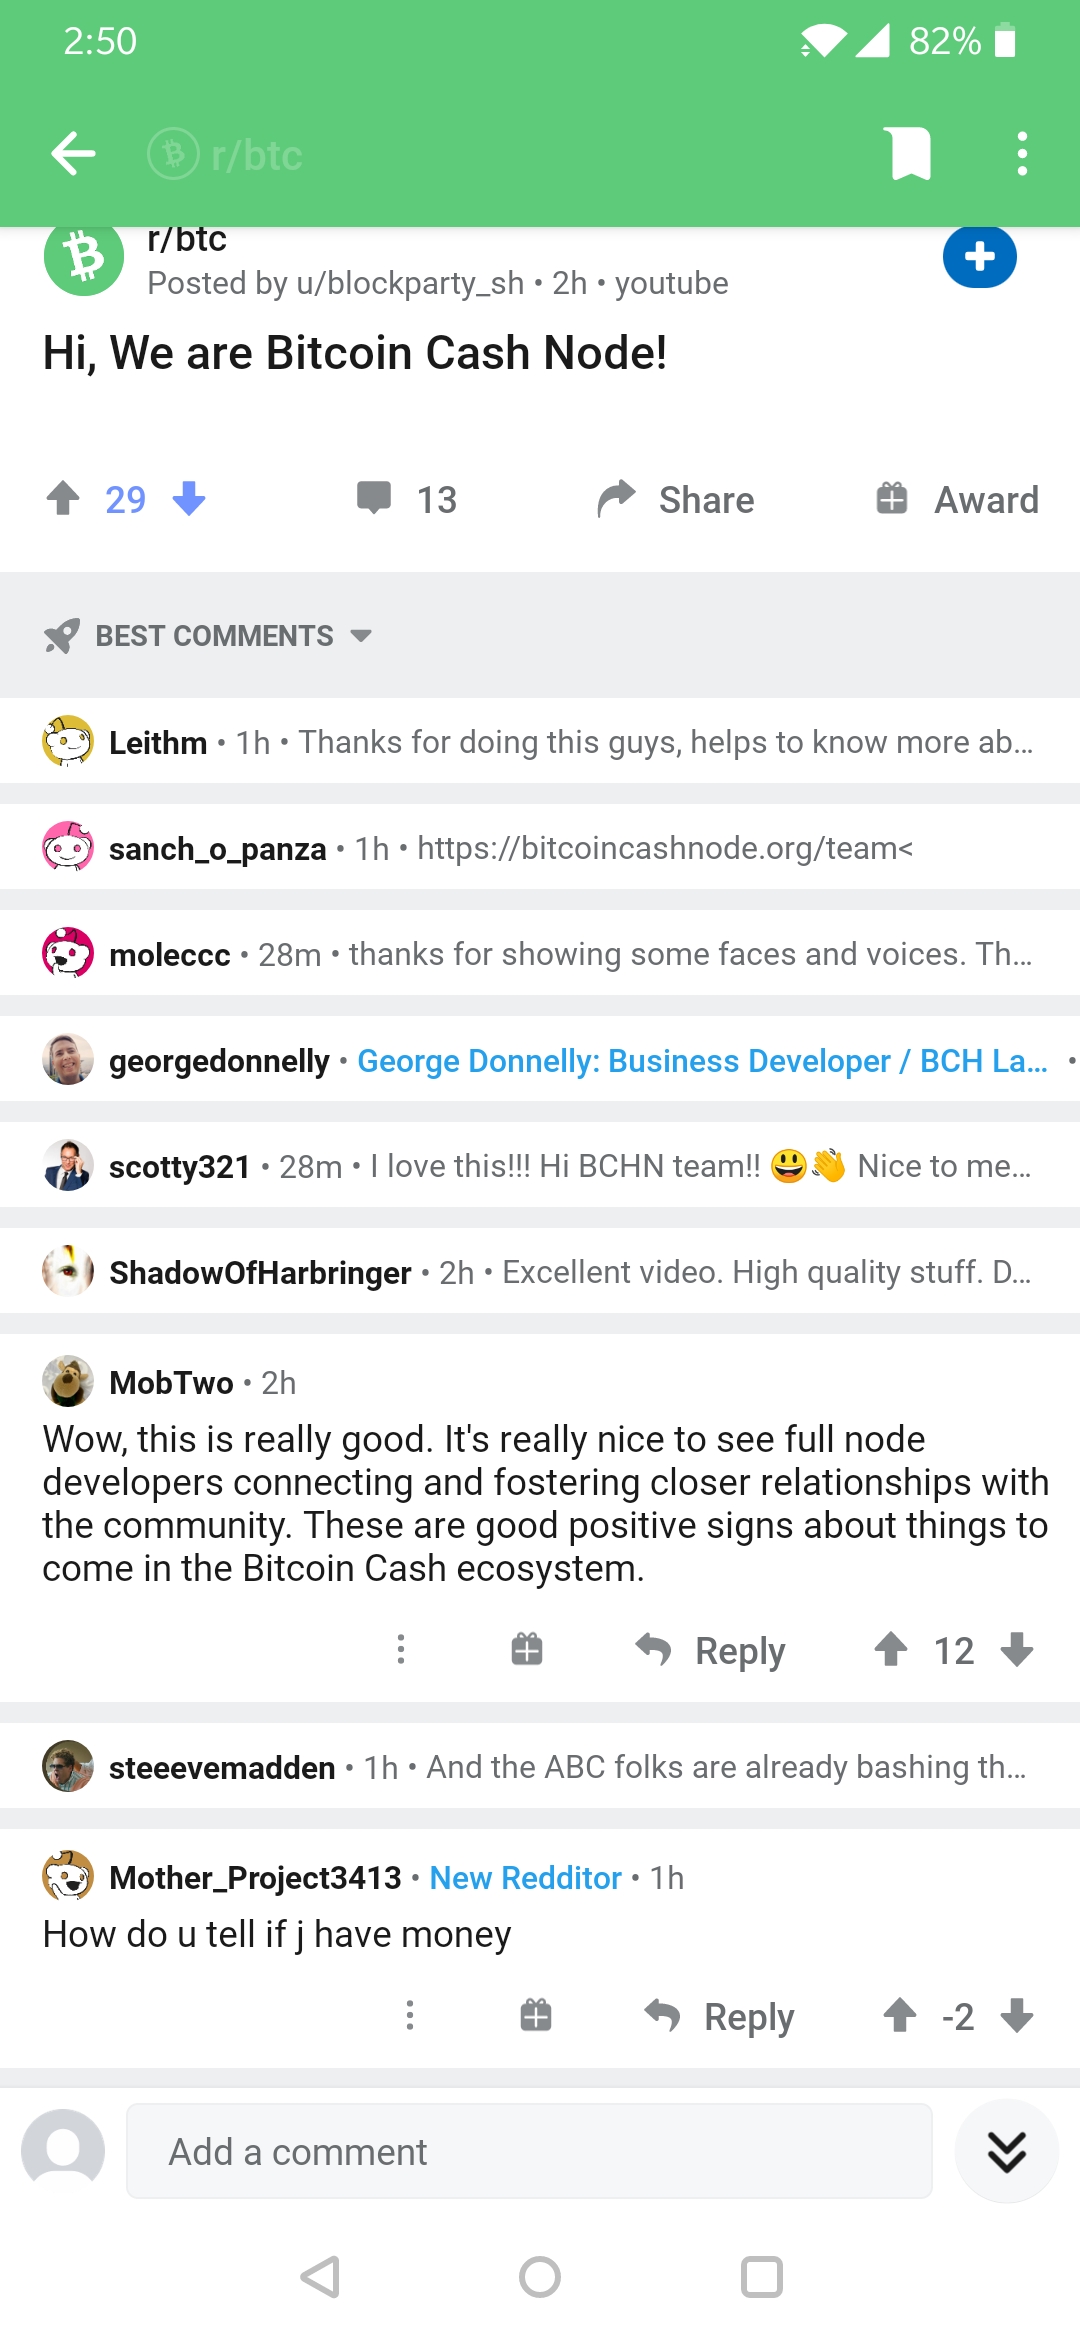 2:50
82%
r/btc
r/btc
Posted by u/blockparty_sh • 2h • youtube
Hi, We are Bitcoin Cash Node!
29
13
Share
Award
BEST COMMENTS
Leithm • 1h • Thanks for doing this guys, helps to know more ab...
sanch_o_panza • 1h • https://bitcoincashnode.org/team<
moleccc • 28m • thanks for showing some faces and voices. Th...
georgedonnelly • George Donnelly: Business Developer / BCH La... •
scotty321 • 28m • I love this!!! Hi BCHN team!! 😃👋 Nice to me...
ShadowOfHarbringer • 2h • Excellent video. High quality stuff. D...
MobTwo • 2h
Wow, this is really good. It's really nice to see full node
developers connecting and fostering closer relationships with
the community. These are good positive signs about things to
come in the Bitcoin Cash ecosystem.
Reply
12
steeevemadden • 1h • And the ABC folks are already bashing th...
Mother_Project3413 • New Redditor • 1h
How do u tell if j have money
Reply
-2
Add a comment